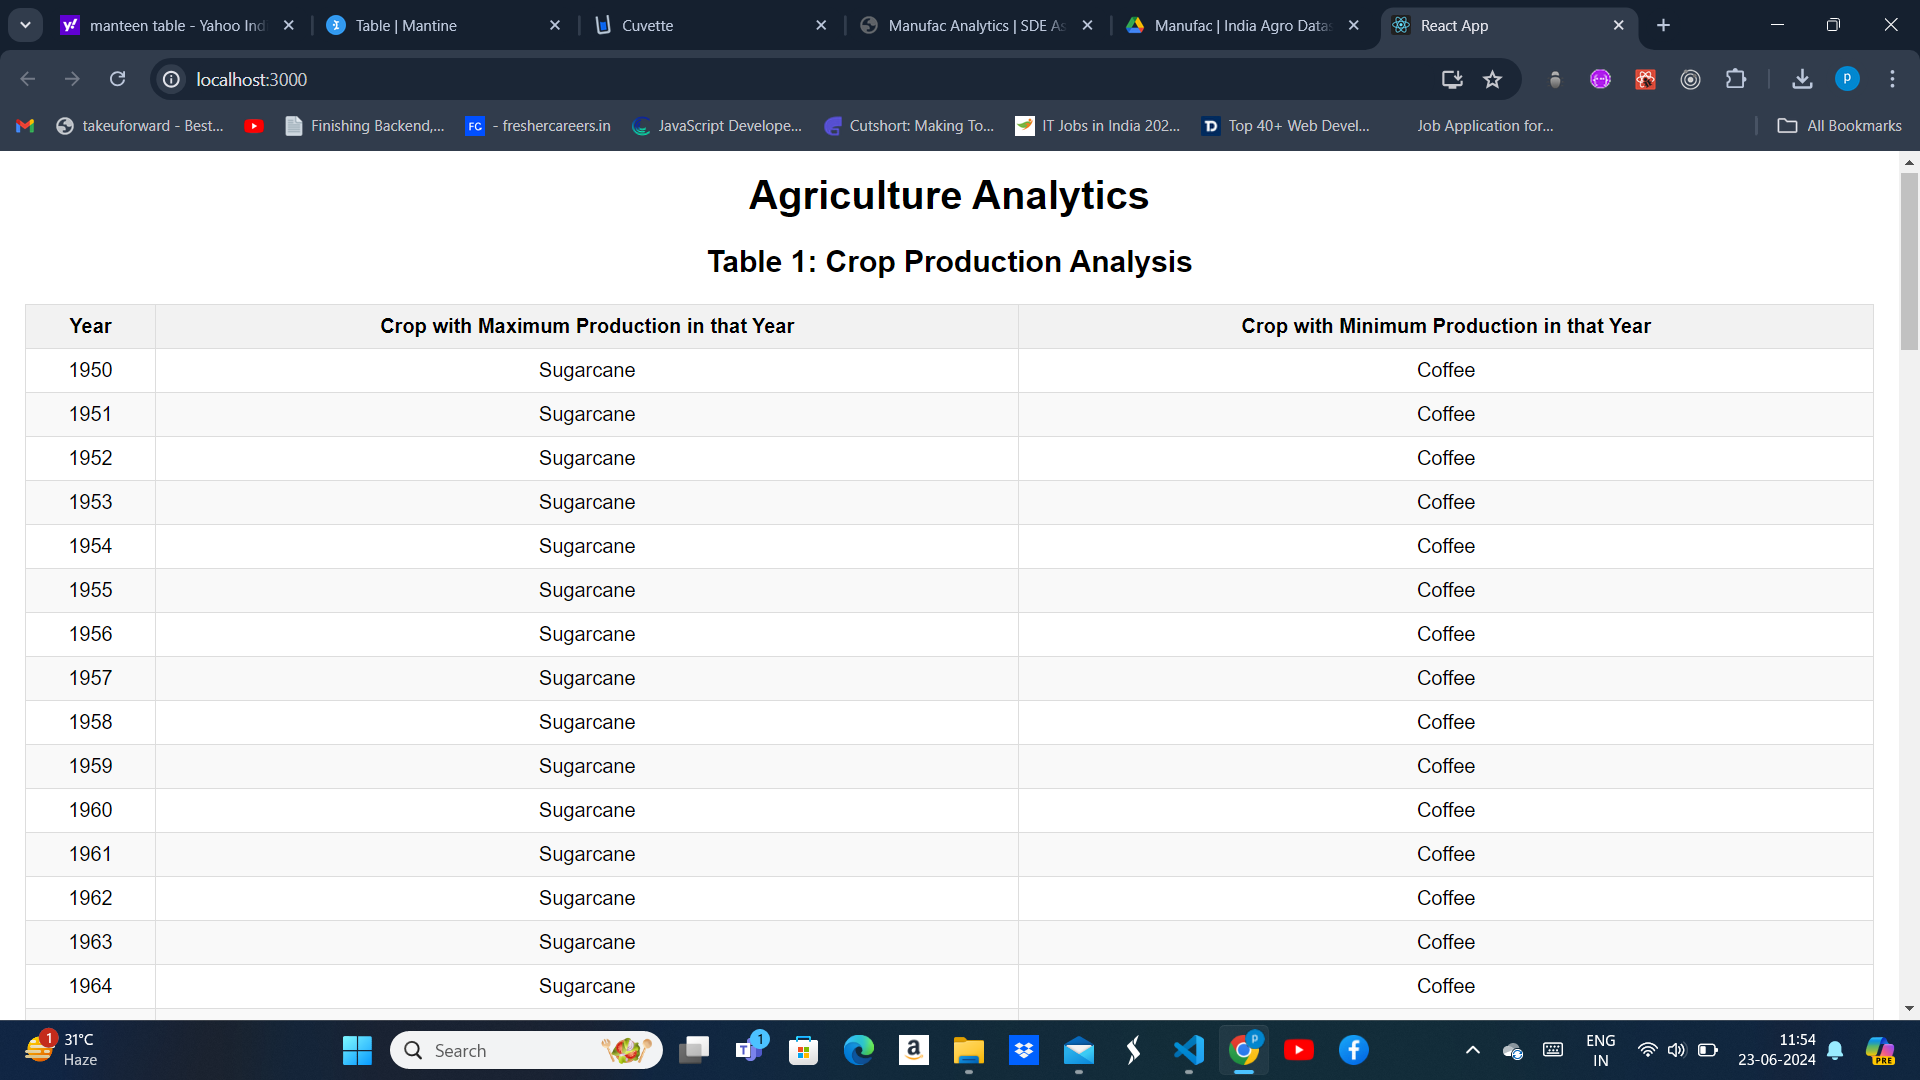 manteen table - Yahoo Ind
Table | Mantine
Cuvette
Manufac Analytics | SDE As
Manufac | India Agro Datas
React App
localhost:3000
P
takeuforward - Best...
Finishing Backend,...
FC - freshercareers.in
JavaScript Develope...
Cutshort: Making To...
IT Jobs in India 202...
Top 40+ Web Devel...
Job Application for...
All Bookmarks
Agriculture Analytics
Table 1: Crop Production Analysis
Year Crop with Maximum Production in that Year Crop with Minimum Production in that Year
1950 Sugarcane Coffee
1951 Sugarcane Coffee
1952 Sugarcane Coffee
1953 Sugarcane Coffee
1954 Sugarcane Coffee
1955 Sugarcane Coffee
1956 Sugarcane Coffee
1957 Sugarcane Coffee
1958 Sugarcane Coffee
1959 Sugarcane Coffee
1960 Sugarcane Coffee
1961 Sugarcane Coffee
1962 Sugarcane Coffee
1963 Sugarcane Coffee
1964 Sugarcane Coffee
1
31°C
Haze
Search
1
ENG
IN
11:54
23-06-2024
PRE